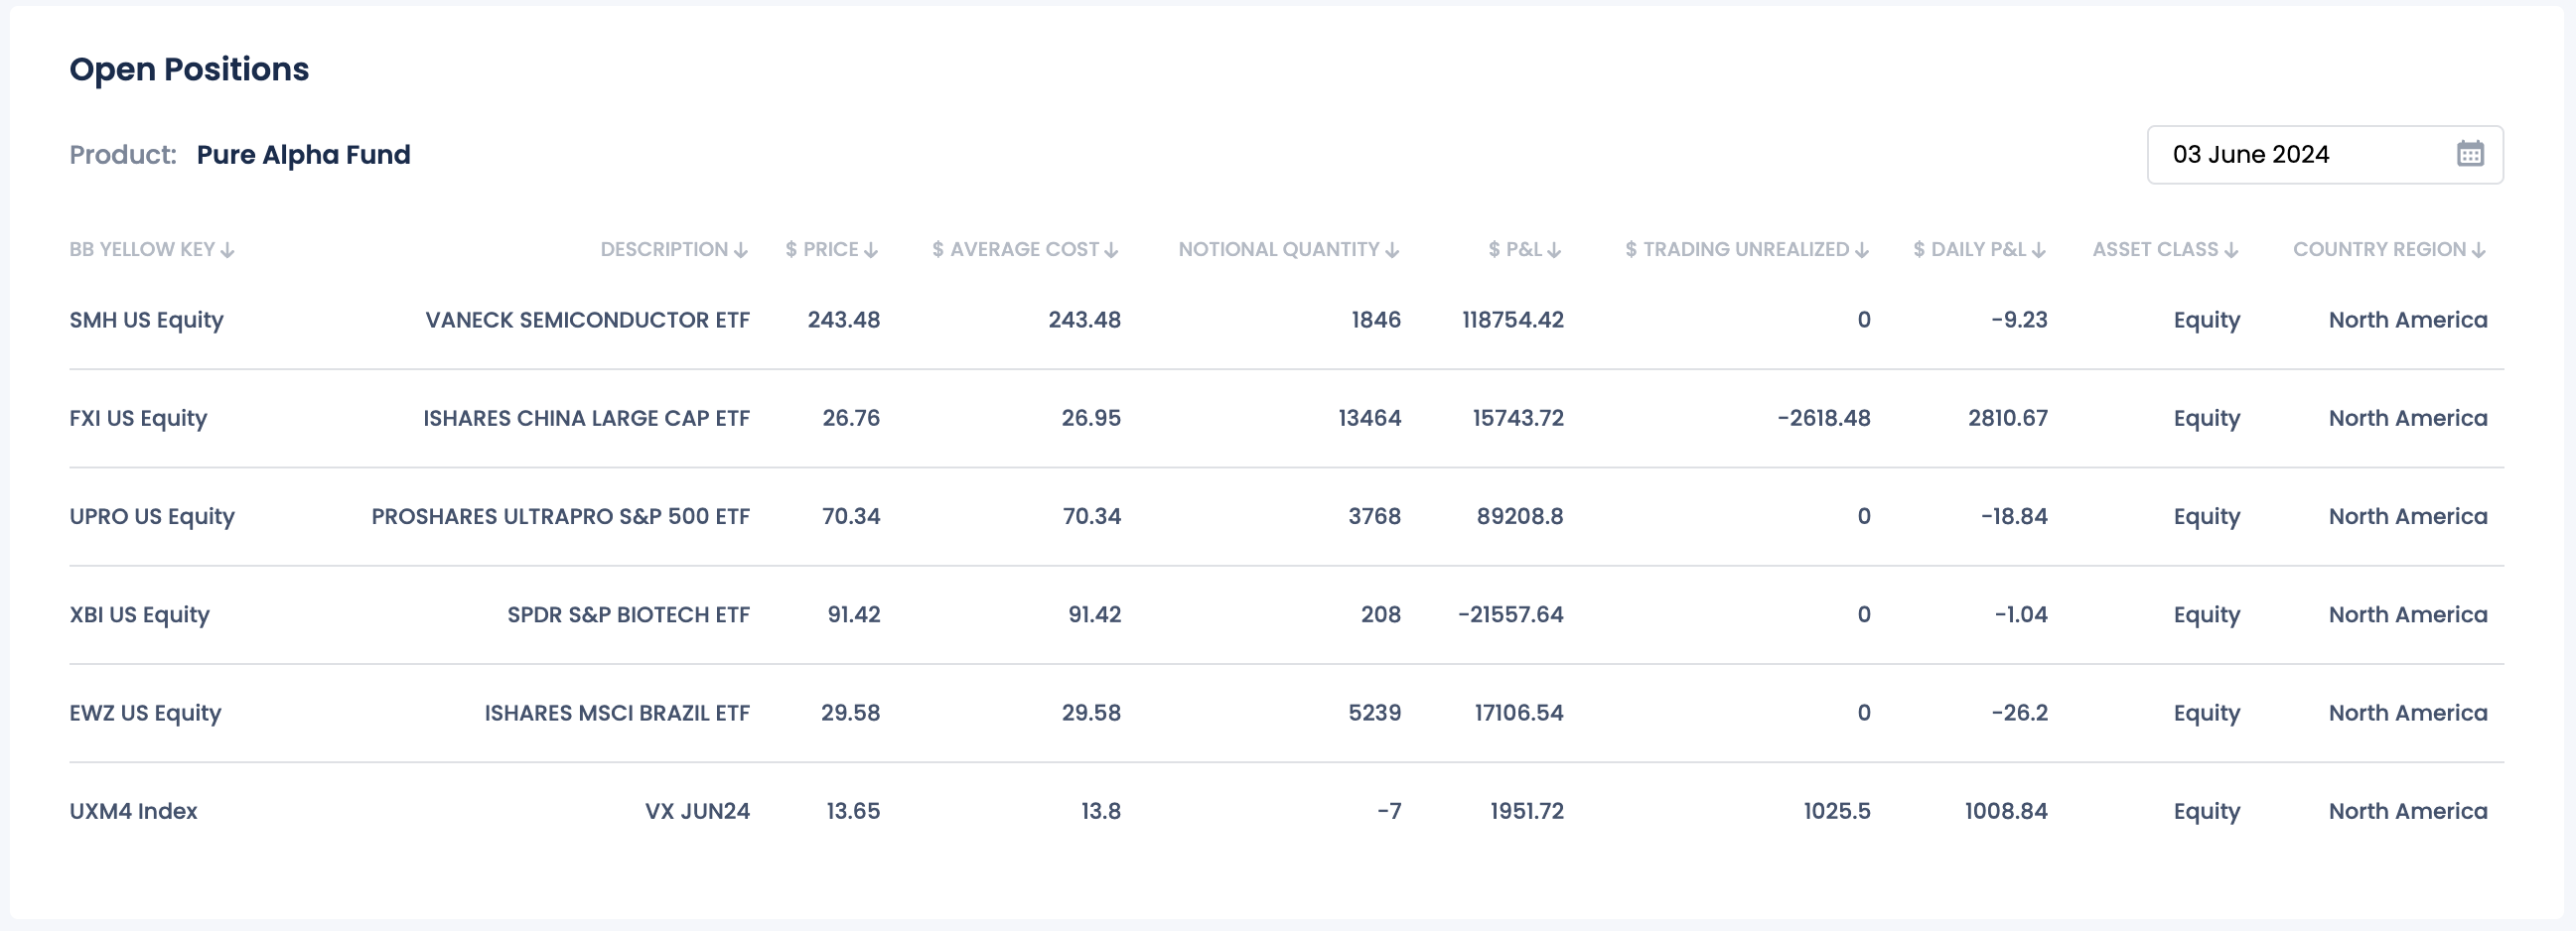 Open Positions
Product: Pure Alpha Fund 03 June 2024
BB YELLOW KEY DESCRIPTION $ PRICE $ AVERAGE COST NOTIONAL QUANTITY $ P&L $ TRADING UNREALIZED $ DAILY P&L ASSET CLASS COUNTRY REGION
SMH US Equity VANECK SEMICONDUCTOR ETF 243.48 243.48 1846 118754.42 0 -9.23 Equity North America
FXI US Equity ISHARES CHINA LARGE CAP ETF 26.76 26.95 13464 15743.72 -2618.48 2810.67 Equity North America
UPRO US Equity PROSHARES ULTRAPRO S&P 500 ETF 70.34 70.34 3768 89208.8 0 -18.84 Equity North America
XBI US Equity SPDR S&P BIOTECH ETF 91.42 91.42 208 -21557.64 0 -1.04 Equity North America
EWZ US Equity ISHARES MSCI BRAZIL ETF 29.58 29.58 5239 17106.54 0 -26.2 Equity North America
UXM4 Index VX JUN24 13.65 13.8 -7 1951.72 1025.5 1008.84 Equity North America